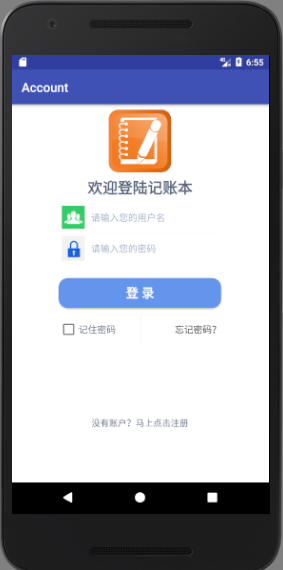 6:55
Account
欢迎登陆记账本
请输入您的用户名
请输入您的密码
登 录
记住密码 忘记密码?
没有账户? 马上点击注册